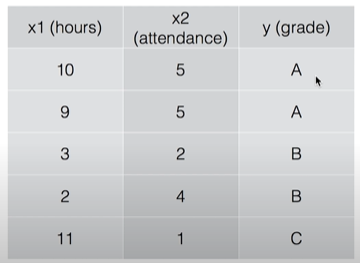 x1 (hours) x2 (attendance) y (grade)
10 5 A
9 5 A
3 2 B
2 4 B
11 1 C